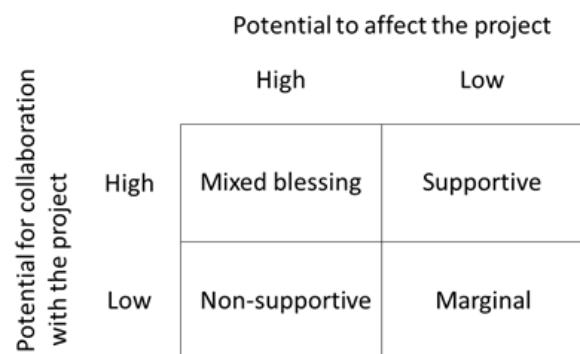 Potential to affect the project
High Low
Potential for collaboration
with the project
High Mixed blessing Supportive
Low Non-supportive Marginal